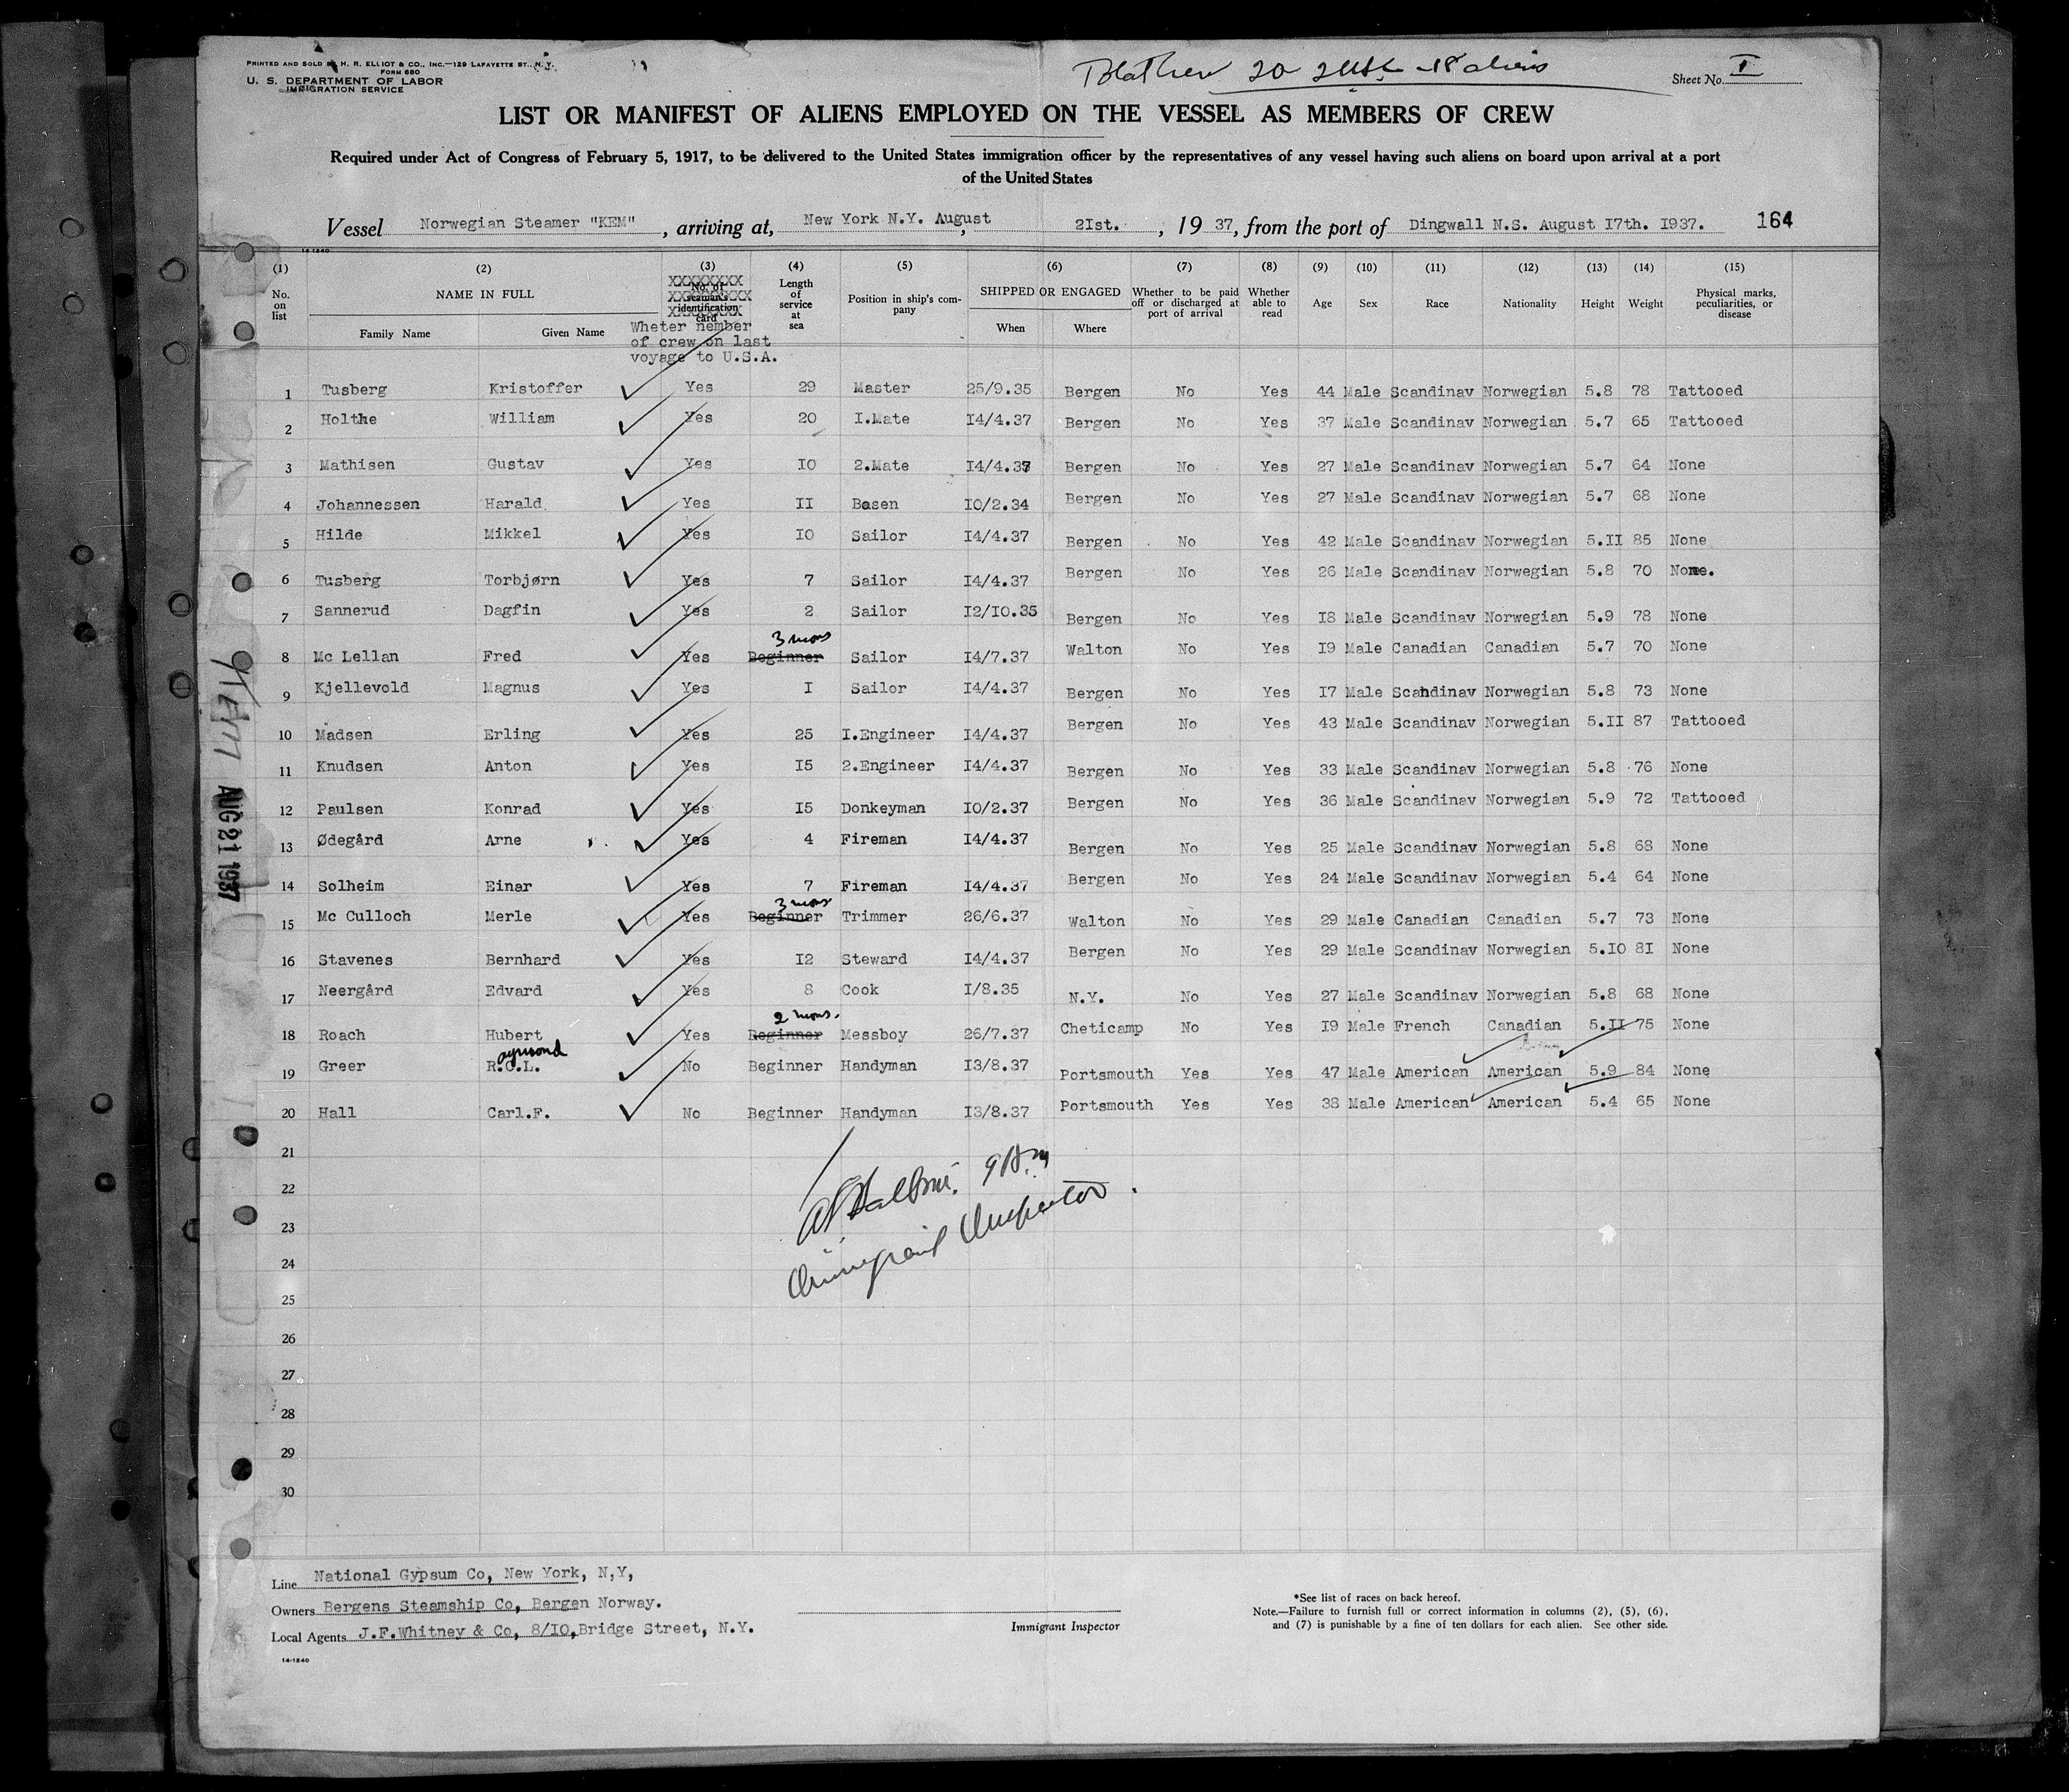 PRINTED AND SOLD BY H. R. ELLIOT & CO., INC.—129 LAFAYETTE ST., N. Y.
FORM 680
U. S. DEPARTMENT OF LABOR
IMMIGRATION SERVICE
20 18 aliens
Sheet No. I
LIST OR MANIFEST OF ALIENS EMPLOYED ON THE VESSEL AS MEMBERS OF CREW
Required under Act of Congress of February 5, 1917, to be delivered to the United States immigration officer by the representatives of any vessel having such aliens on board upon arrival at a port
of the United States
Vessel Norwegian Steamer "KEM", arriving at, New York N.Y. August, 2Ist., 19 37, from the port of Dingwall N.S. August I7th. I937. 164
14-1240
(1) (2) (3) (4) (5) (6) (7) (8) (9) (10) (11) (12) (13) (14) (15)
No. on list NAME IN FULL Family Name Given Name No. of seaman's identification card Wheter nember of crew on last voyage to U.S.A. Length of service at sea Position in ship's company SHIPPED OR ENGAGED When Where Whether to be paid off or discharged at port of arrival Whether able to read Age Sex Race Nationality Height Weight Physical marks, peculiarities, or disease
1 Tusberg Kristoffer Yes 29 Master 25/9.35 Bergen No Yes 44 Male Scandinav Norwegian 5.8 78 Tattooed
2 Holthe William Yes 20 I.Mate I4/4.37 Bergen No Yes 37 Male Scandinav Norwegian 5.7 65 Tattooed
3 Mathisen Gustav Yes IO 2.Mate I4/4.37 Bergen No Yes 27 Male Scandinav Norwegian 5.7 64 None
4 Johannessen Harald Yes II Basen IO/2.34 Bergen No Yes 27 Male Scandinav Norwegian 5.7 68 None
5 Hilde Mikkel Yes IO Sailor I4/4.37 Bergen No Yes 42 Male Scandinav Norwegian 5.II 85 None
6 Tusberg Torbjørn Yes 7 Sailor I4/4.37 Bergen No Yes 26 Male Scandinav Norwegian 5.8 70 None.
7 Sannerud Dagfin Yes 2 Sailor I2/IO.35 Bergen No Yes I8 Male Scandinav Norwegian 5.9 78 None
3 mons
8 Mc Lellan Fred Yes Beginner Sailor I4/7.37 Walton No Yes I9 Male Canadian Canadian 5.7 70 None
9 Kjellevold Magnus Yes I Sailor I4/4.37 Bergen No Yes I7 Male Scandinav Norwegian 5.8 73 None
10 Madsen Erling Yes 25 I.Engineer I4/4.37 Bergen No Yes 43 Male Scandinav Norwegian 5.II 87 Tattooed
11 Knudsen Anton Yes I5 2.Engineer I4/4.37 Bergen No Yes 33 Male Scandinav Norwegian 5.8 76 None
12 Paulsen Konrad Yes I5 Donkeyman IO/2.37 Bergen No Yes 36 Male Scandinav Norwegian 5.9 72 Tattooed
13 Ødegård Arne Yes 4 Fireman I4/4.37 Bergen No Yes 25 Male Scandinav Norwegian 5.8 68 None
14 Solheim Einar Yes 7 Fireman I4/4.37 Bergen No Yes 24 Male Scandinav Norwegian 5.4 64 None
3 mons
15 Mc Culloch Merle Yes Beginner Trimmer 26/6.37 Walton No Yes 29 Male Canadian Canadian 5.7 73 None
16 Stavenes Bernhard Yes I2 Steward I4/4.37 Bergen No Yes 29 Male Scandinav Norwegian 5.IO 8I None
17 Neergård Edvard Yes 8 Cook I/8.35 N.Y. No Yes 27 Male Scandinav Norwegian 5.8 68 None
2 mons.
18 Roach Hubert Yes Beginner Messboy 26/7.37 Cheticamp No Yes I9 Male French Canadian 5.II 75 None
aymond
19 Greer R.O.L. No Beginner Handyman I3/8.37 Portsmouth Yes Yes 47 Male American American 5.9 84 None
20 Hall Carl.F. No Beginner Handyman I3/8.37 Portsmouth Yes Yes 38 Male American American 5.4 65 None
21
22
23
24
25
26
27
28
29
30
9 Am
Immigrant Inspector.
Kem
AUG 21 1937
Line National Gypsum Co, New York, N,Y,
Owners Bergens Steamship Co, Bergen Norway.
Local Agents J.F.Whitney & Co, 8/IO,Bridge Street, N.Y.
14-1240
Immigrant Inspector
*See list of races on back hereof.
Note.—Failure to furnish full or correct information in columns (2), (5), (6),
and (7) is punishable by a fine of ten dollars for each alien. See other side.